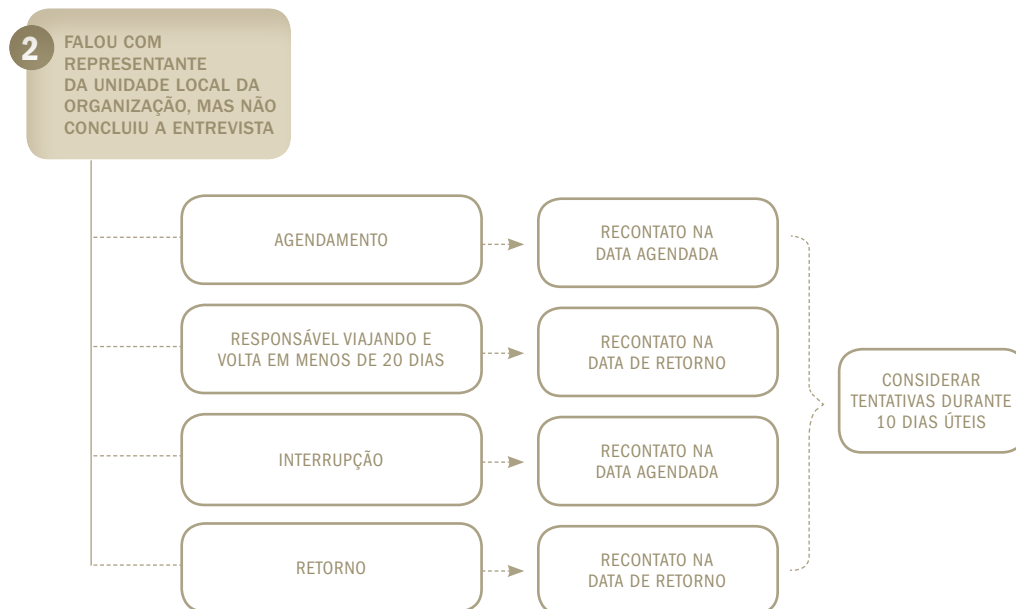 2
FALOU COM
REPRESENTANTE
DA UNIDADE LOCAL DA
ORGANIZAÇÃO, MAS NÃO
CONCLUIU A ENTREVISTA
AGENDAMENTO
RECONTATO NA
DATA AGENDADA
RESPONSÁVEL VIAJANDO E
VOLTA EM MENOS DE 20 DIAS
RECONTATO NA
DATA DE RETORNO
INTERRUPÇÃO
RECONTATO NA
DATA AGENDADA
RETORNO
RECONTATO NA
DATA DE RETORNO
CONSIDERAR
TENTATIVAS DURANTE
10 DIAS ÚTEIS